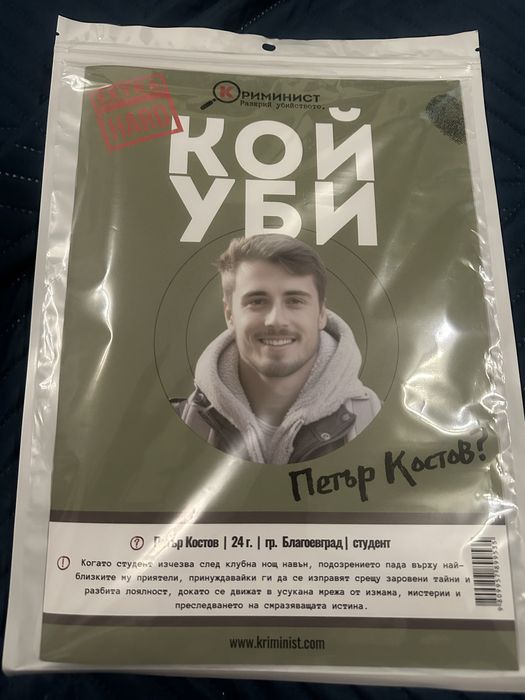 HARD
КРИМИНИСТ
Разкрий убийството.
КОЙ
УБИ
Петър Костов?
? Петър Костов | 24 г. | гр. Благоевград | студент
! Когато студент изчезва след клубна нощ навън, подозрението пада върху най-
близките му приятели, принуждавайки ги да се изправят срещу заровени тайни и
разбита лоялност, докато се движат в усукана мрежа от измама, мистерии и
преследването на смразяващата истина.
www.kriminist.com